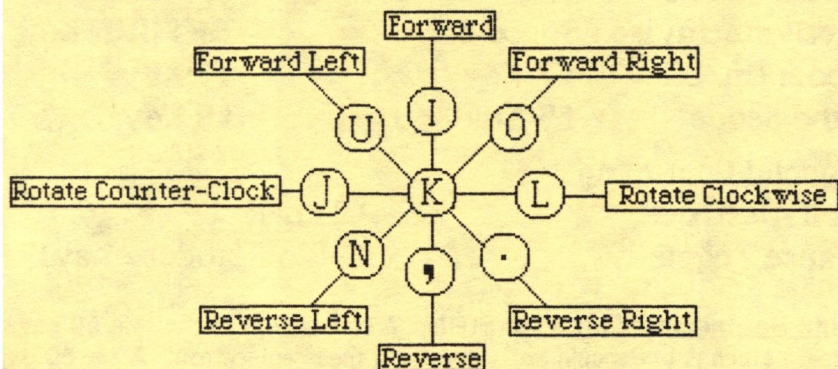 Forward
Forward Left Forward Right
U I O
Rotate Counter-Clock J K L Rotate Clockwise
N , .
Reverse Left Reverse Right
Reverse